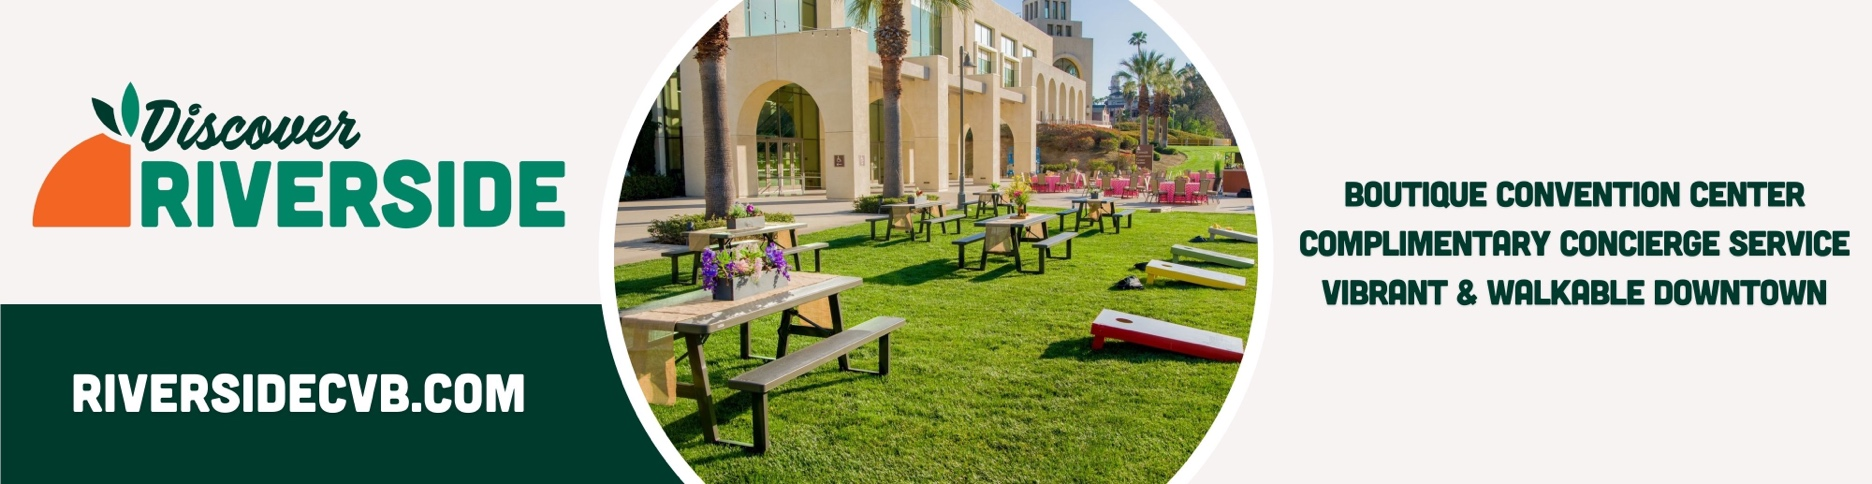 Discover
RIVERSIDE
RIVERSIDECVB.COM
BOUTIQUE CONVENTION CENTER
COMPLIMENTARY CONCIERGE SERVICE
VIBRANT & WALKABLE DOWNTOWN